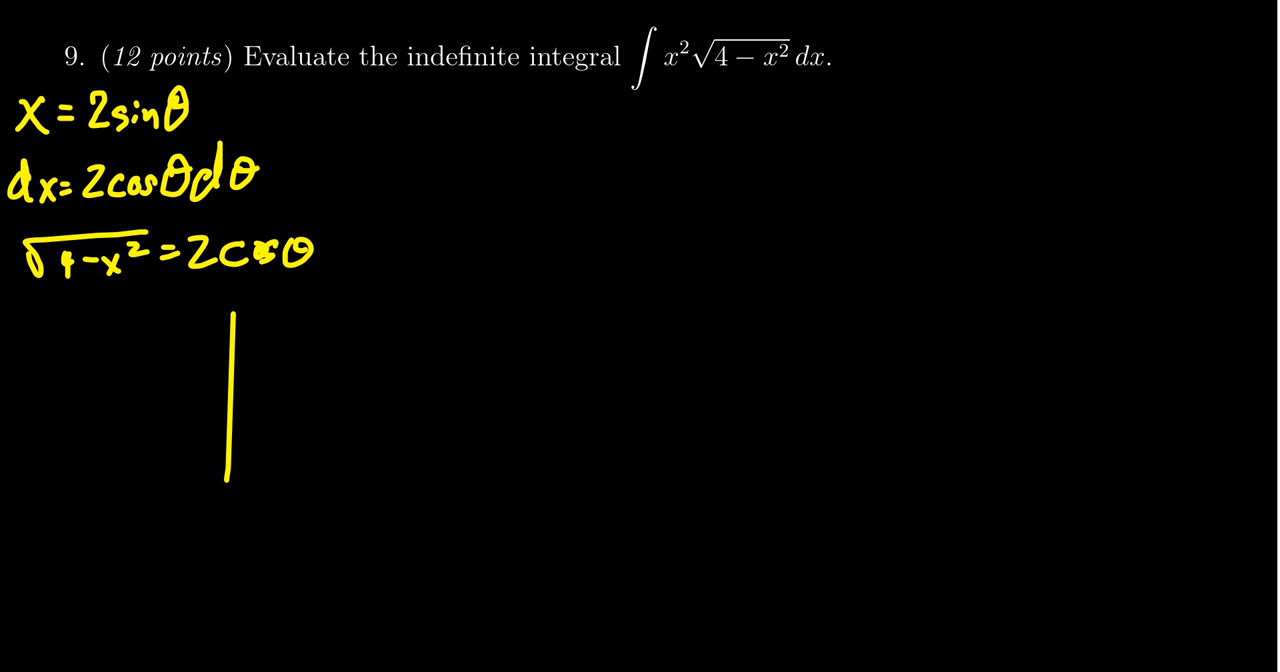 9. (12 points) Evaluate the indefinite integral ∫ x²√(4 − x²) dx.
x = 2sinθ
dx = 2cosθdθ
√(4-x²) = 2cosθ